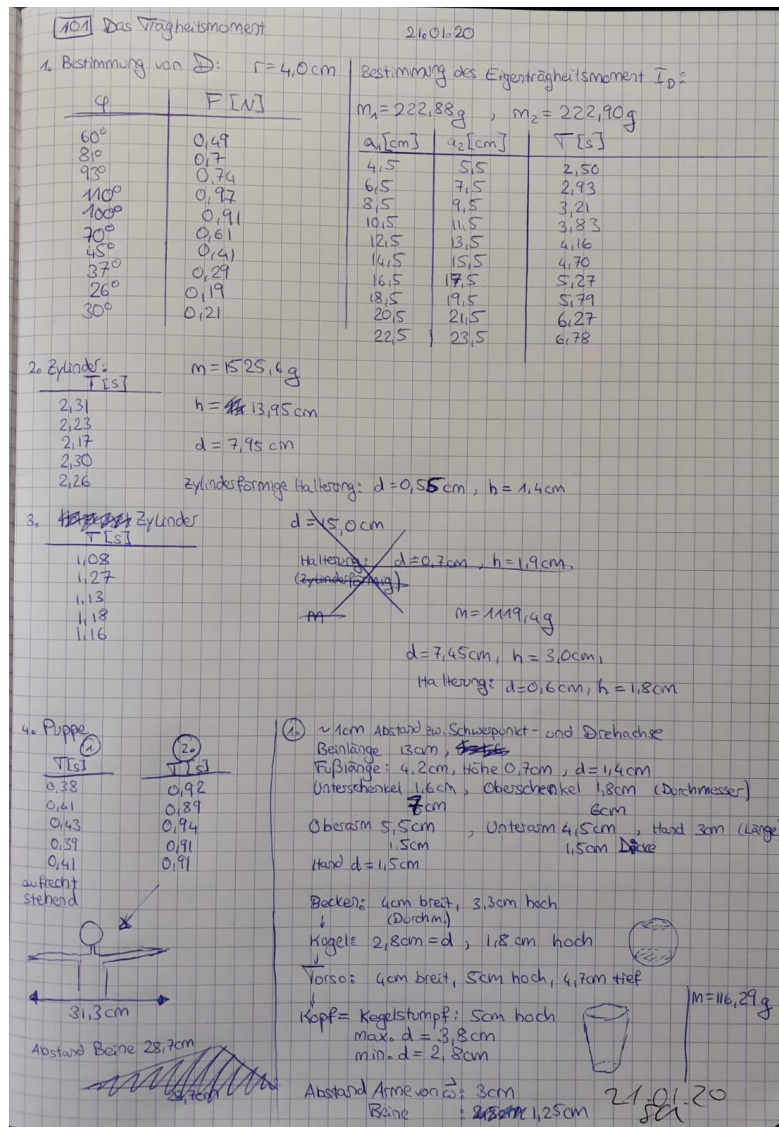 101 Das Trägheitsmoment 21.01.20
1. Bestimmung von D: r=4,0cm
φ F [N]
60° 0,49
81° 0,7
93° 0,74
110° 0,97
100° 0,91
70° 0,61
45° 0,41
37° 0,29
26° 0,19
30° 0,21
Bestimmung des Eigenträgheitsmoment I_D:
m₁=222,88g , m₂=222,90g
a₁[cm] a₂[cm] T[s]
4,5 5,5 2,50
6,5 7,5 2,93
8,5 9,5 3,21
10,5 11,5 3,83
12,5 13,5 4,16
14,5 15,5 4,70
16,5 17,5 5,27
18,5 19,5 5,79
20,5 21,5 6,27
22,5 23,5 6,78
2. Zylinder: m=1525,6g
T[s]
2,31 h= 13,95cm
2,23
2,17 d=7,95cm
2,30
2,26 Zylindesförmige Halterung: d=0,55cm, h=1,4cm
3. Zylinder
T[s]
1,08
1,27
1,13
1,18
1,16
d=15,0cm
Halterung: d=0,7cm, h=1,9cm.
(Zylinderförmig)
m
m=1119,4g
d=7,45cm, h=3,0cm,
Halterung: d=0,6cm, h=1,8cm
4. Puppe
1 2.
T[s] T[s]
0,38 0,92
0,41 0,89
0,43 0,94
0,39 0,91
0,41 0,91
aufrecht
stehend
31,3cm
Abstand Beine 28,7cm
28,7cm
1. ~1cm Abstand zw. Schwerpunkt- und Drehachse
Beinlänge 13cm,
Fußlänge: 4,2cm, Höhe 0,7cm, d=1,4cm
Unterschenkel 1,6cm, Oberschenkel 1,8cm (Durchmesser)
7cm 6cm
Oberarm 5,5cm , Unterarm 4,5cm , Hand 3cm (Länge
1.5cm 1,5cm Dicke
Hand d=1,5cm
Becken: 4cm breit, 3,3cm hoch
↓ (Durchm.)
Kogel: 2,8cm=d, 1,8cm hoch
↓
Torso: 4cm breit, 5cm hoch, 4,7cm tief
↓
Kopf= Kegelstumpf: 5cm hoch
max. d=3,8cm
min. d=2,8cm
m=116,29g
Abstand Arme von ω⃗: 3cm
Beine : 1,25cm
21.01.20